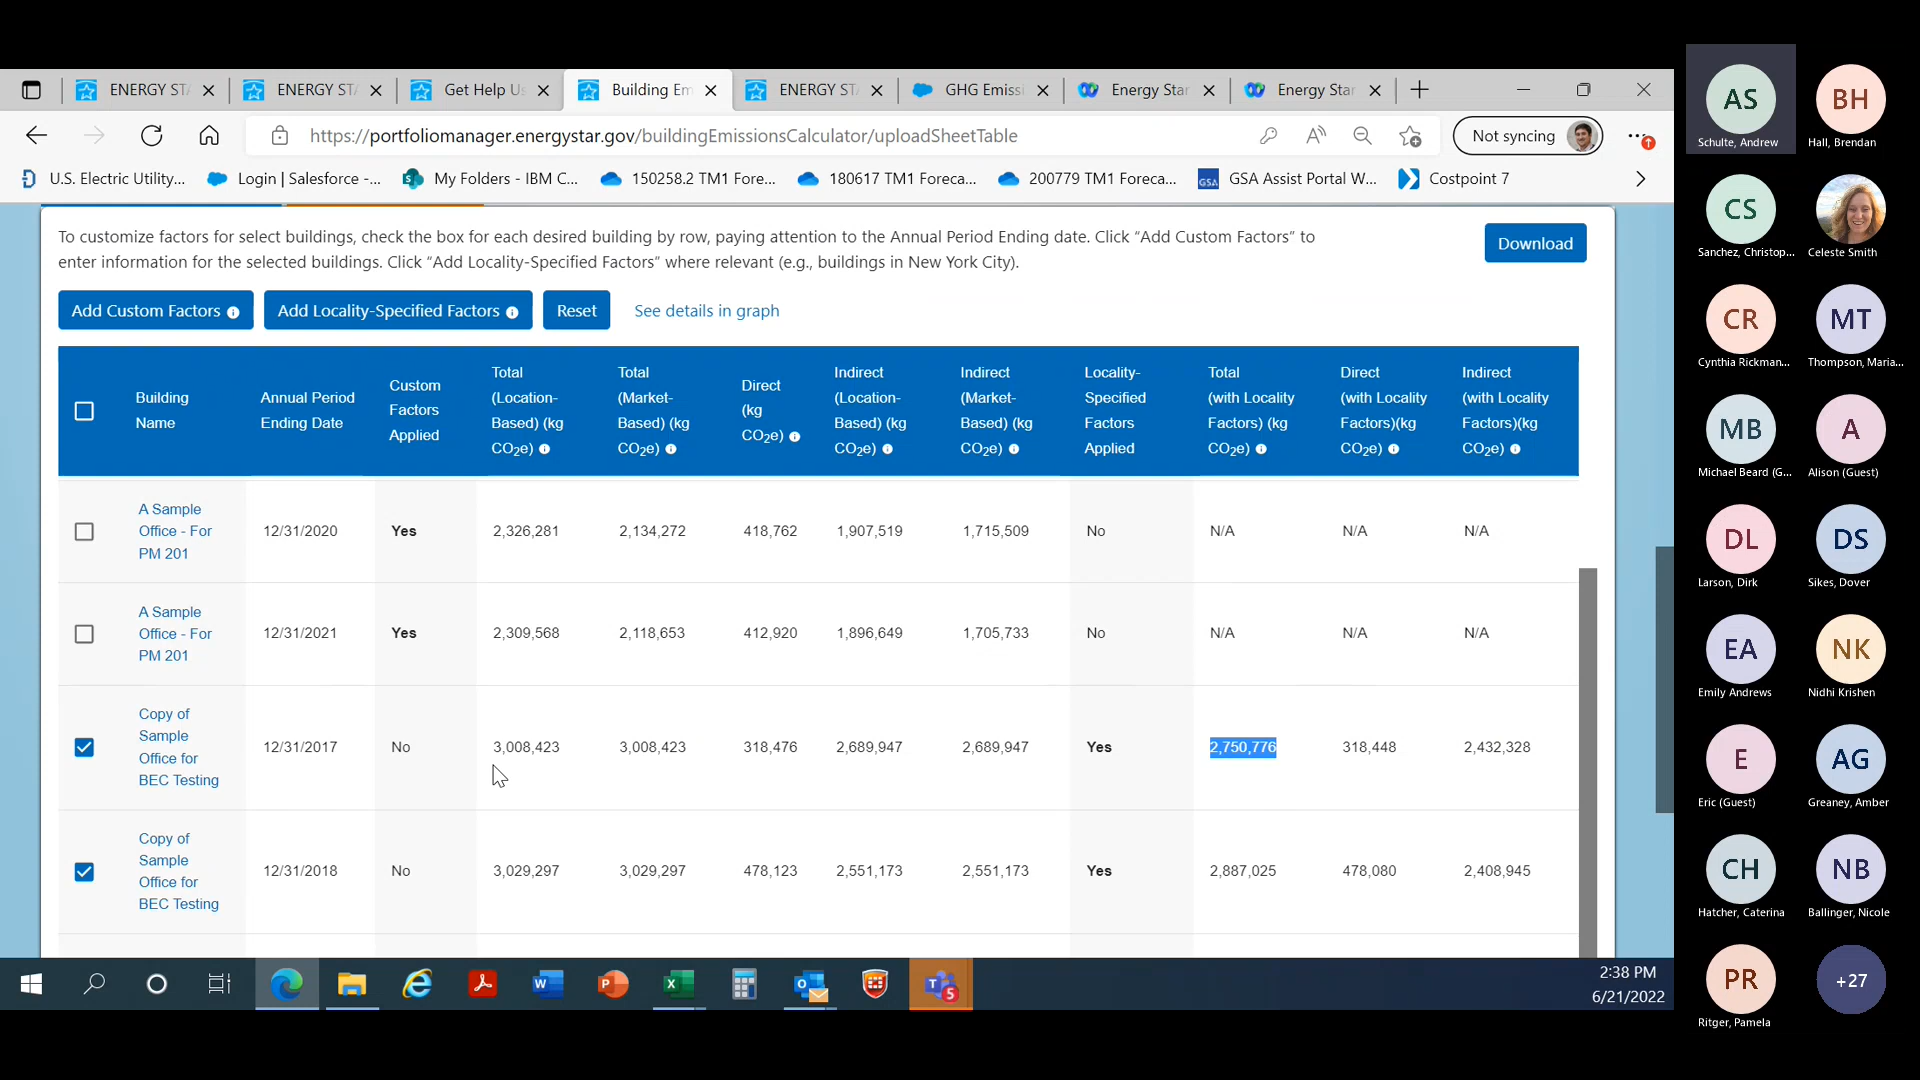 ENERGY STA
ENERGY STA
Get Help Us
Building Em
ENERGY STA
GHG Emissi
Energy Star
Energy Star
https://portfoliomanager.energystar.gov/buildingEmissionsCalculator/uploadSheetTable
Not syncing
U.S. Electric Utility...
Login | Salesforce -...
My Folders - IBM C...
150258.2 TM1 Fore...
180617 TM1 Foreca...
200779 TM1 Foreca...
GSA
GSA Assist Portal W...
Costpoint 7
To customize factors for select buildings, check the box for each desired building by row, paying attention to the Annual Period Ending date. Click “Add Custom Factors” to
enter information for the selected buildings. Click “Add Locality-Specified Factors” where relevant (e.g., buildings in New York City).
Download
Add Custom Factors
Add Locality-Specified Factors
Reset
See details in graph
Building
Name
Annual Period
Ending Date
Custom
Factors
Applied
Total
(Location-
Based) (kg
CO2e)
Total
(Market-
Based) (kg
CO2e)
Direct
(kg
CO2e)
Indirect
(Location-
Based) (kg
CO2e)
Indirect
(Market-
Based) (kg
CO2e)
Locality-
Specified
Factors
Applied
Total
(with Locality
Factors) (kg
CO2e)
Direct
(with Locality
Factors)(kg
CO2e)
Indirect
(with Locality
Factors)(kg
CO2e)
A Sample
Office - For
PM 201
12/31/2020 Yes 2,326,281 2,134,272 418,762 1,907,519 1,715,509 No N/A N/A N/A
A Sample
Office - For
PM 201
12/31/2021 Yes 2,309,568 2,118,653 412,920 1,896,649 1,705,733 No N/A N/A N/A
Copy of
Sample
Office for
BEC Testing
12/31/2017 No 3,008,423 3,008,423 318,476 2,689,947 2,689,947 Yes 2,750,776 318,448 2,432,328
Copy of
Sample
Office for
BEC Testing
12/31/2018 No 3,029,297 3,029,297 478,123 2,551,173 2,551,173 Yes 2,887,025 478,080 2,408,945
5
2:38 PM
6/21/2022
AS
Schulte, Andrew
BH
Hall, Brendan
CS
Sanchez, Christop...
Celeste Smith
CR
Cynthia Rickman...
MT
Thompson, Maria...
MB
Michael Beard (G...
A
Alison (Guest)
DL
Larson, Dirk
DS
Sikes, Dover
EA
Emily Andrews
NK
Nidhi Krishen
E
Eric (Guest)
AG
Greaney, Amber
CH
Hatcher, Caterina
NB
Ballinger, Nicole
PR
Ritger, Pamela
+27